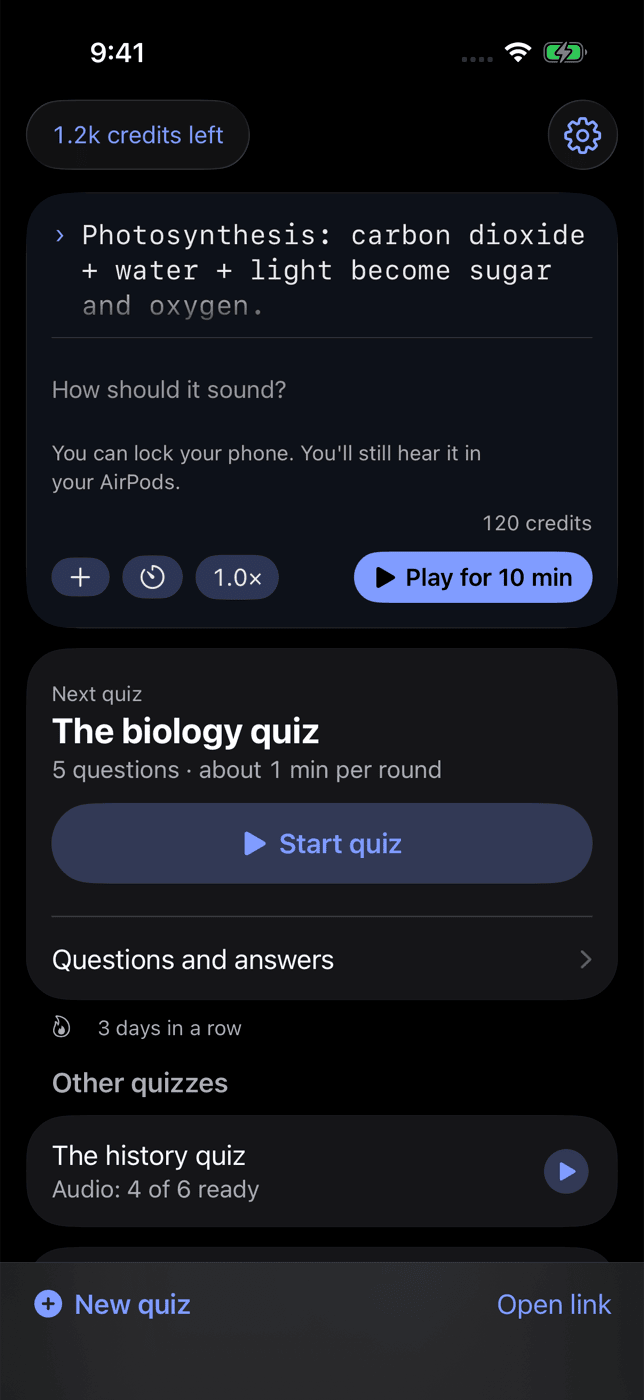 9:41
1.2k credits left
› Photosynthesis: carbon dioxide
+ water + light become sugar
and oxygen.
How should it sound?
You can lock your phone. You'll still hear it in
your AirPods.
120 credits
1.0×
Play for 10 min
Next quiz
The biology quiz
5 questions · about 1 min per round
Start quiz
Questions and answers
3 days in a row
Other quizzes
The history quiz
Audio: 4 of 6 ready
New quiz
Open link